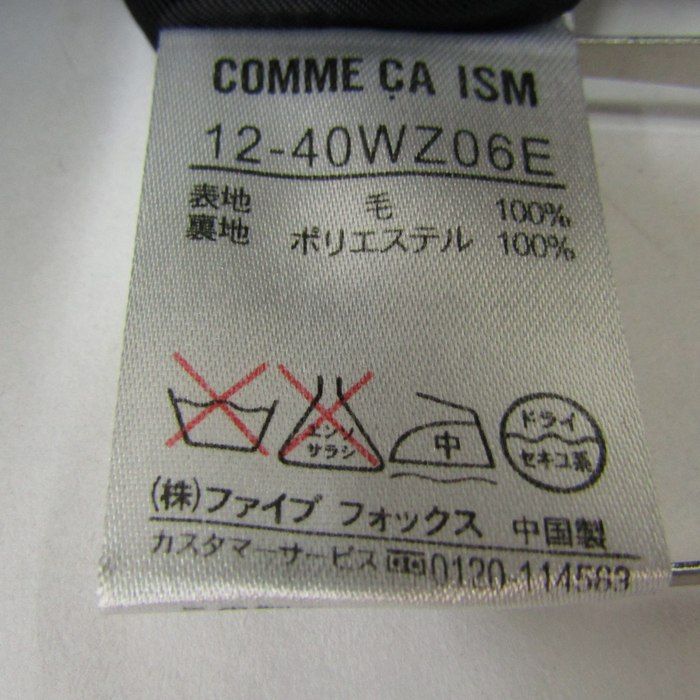 COMME ÇA ISM
12-40WZ06E
表地 毛 100%
裏地 ポリエステル 100%
エンソ サラシ
中
ドライ
セキユ系
(株)ファイブ フォックス 中国製
カスタマーサービス 0120-114563